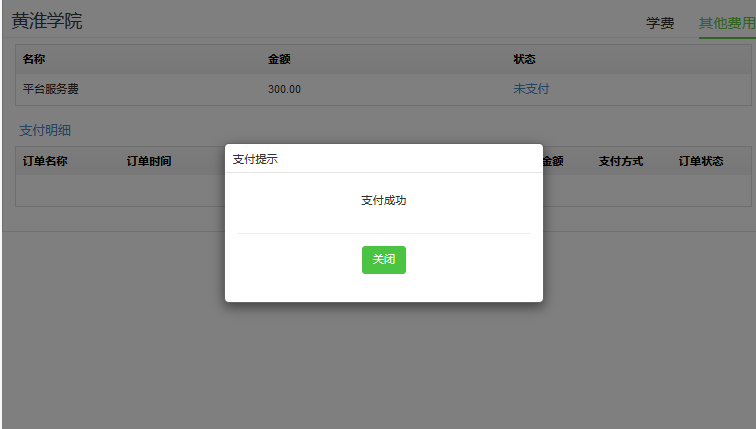 黄淮学院 学费 其他费用
名称 金额 状态
平台服务费 300.00 未支付
支付明细
订单名称 订单时间 金额 支付方式 订单状态
支付提示
支付成功
关闭